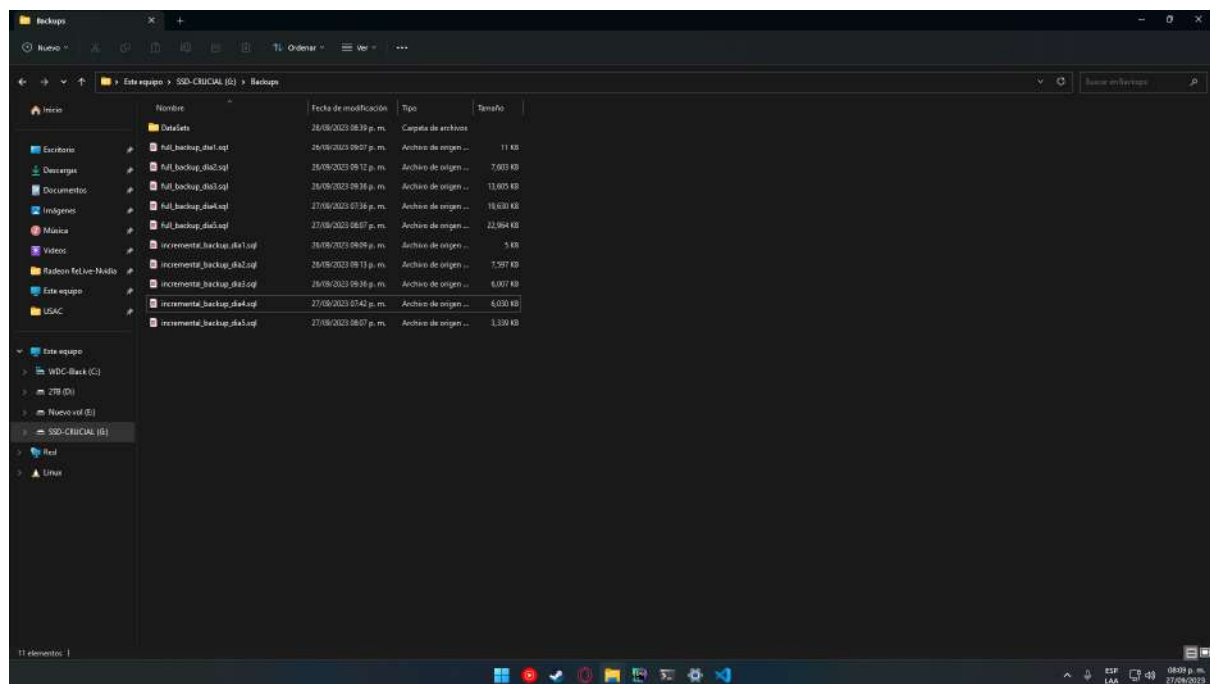 Backups
Nuevo
Ordenar
Ver
Este equipo > SSD-CRUCIAL (G:) > Backups
Buscar en Backups
Inicio
Escritorio
Descargas
Documentos
Imágenes
Música
Videos
Radeon ReLive-Nvidia
Este equipo
USAC
Este equipo
WDC-Black (C:)
2TB (D:)
Nuevo vol (E:)
SSD-CRUCIAL (G:)
Red
Linux
Nombre Fecha de modificación Tipo Tamaño
DataSets 28/09/2023 08:39 p. m. Carpeta de archivos
full_backup_dia1.sql 26/09/2023 09:07 p. m. Archivo de origen ... 11 KB
full_backup_dia2.sql 26/09/2023 09:12 p. m. Archivo de origen ... 7,603 KB
full_backup_dia3.sql 26/09/2023 09:36 p. m. Archivo de origen ... 13,605 KB
full_backup_dia4.sql 27/09/2023 07:36 p. m. Archivo de origen ... 19,630 KB
full_backup_dia5.sql 27/09/2023 08:07 p. m. Archivo de origen ... 22,964 KB
incremental_backup_dia1.sql 26/09/2023 09:09 p. m. Archivo de origen ... 5 KB
incremental_backup_dia2.sql 26/09/2023 09:13 p. m. Archivo de origen ... 7,597 KB
incremental_backup_dia3.sql 26/09/2023 09:36 p. m. Archivo de origen ... 6,007 KB
incremental_backup_dia4.sql 27/09/2023 07:42 p. m. Archivo de origen ... 6,030 KB
incremental_backup_dia5.sql 27/09/2023 08:07 p. m. Archivo de origen ... 3,339 KB
11 elementos
ESP
LAA
08:09 p. m.
27/09/2023